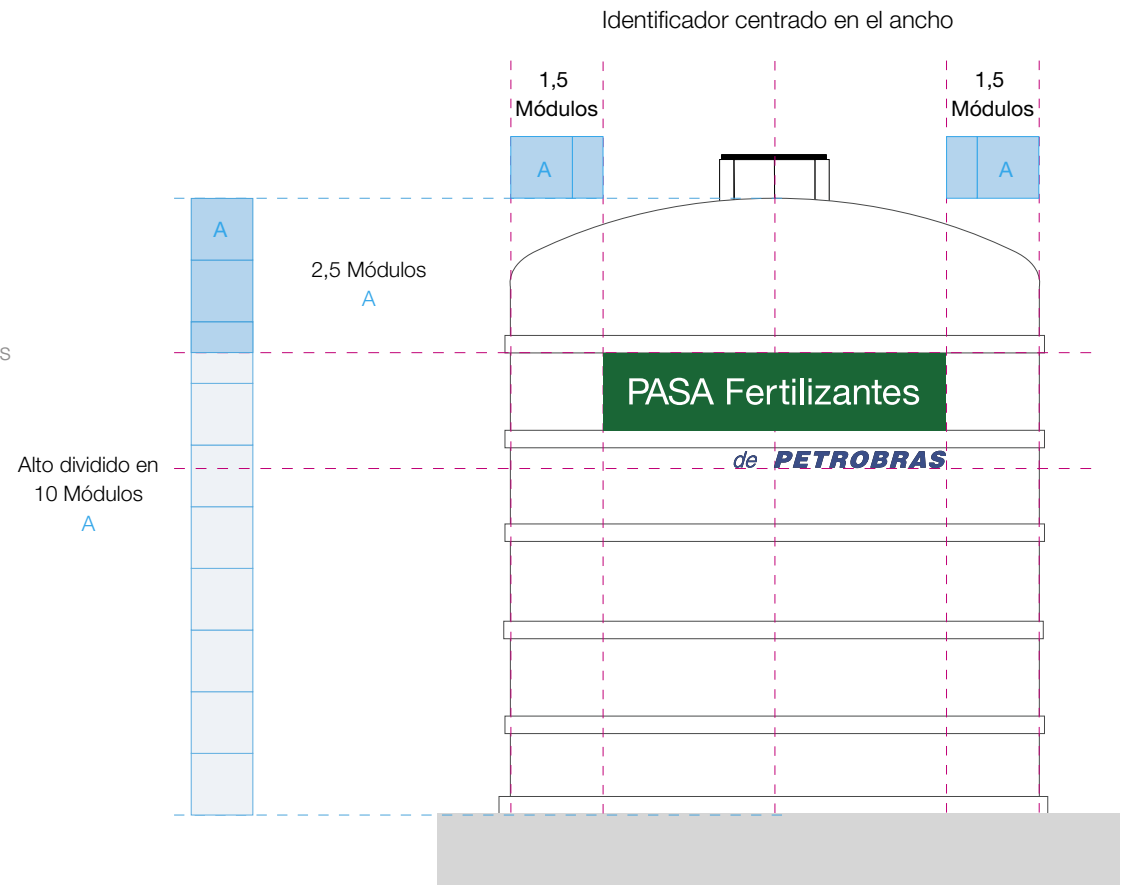 Identificador centrado en el ancho
1,5
Módulos
1,5
Módulos
A
A
A
2,5 Módulos
A
s
PASA Fertilizantes
de PETROBRAS
Alto dividido en
10 Módulos
A